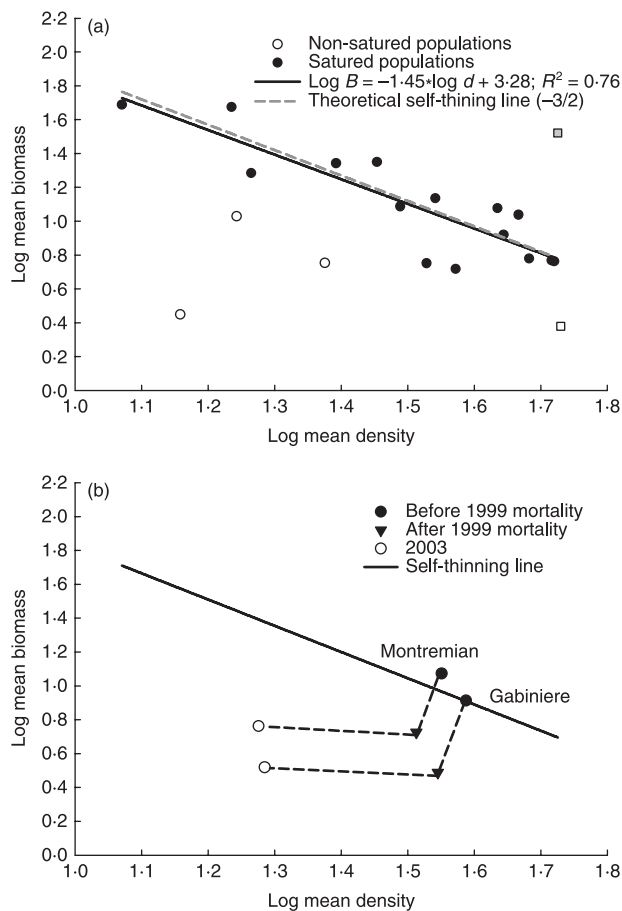 (a)
Non-satured populations
Satured populations
Log B = −1·45*log d + 3·28; R² = 0·76
Theoretical self-thining line (−3/2)
Log mean biomass
2·2
2·0
1·8
1·6
1·4
1·2
1·0
0·8
0·6
0·4
0·2
0·0
1·0 1·1 1·2 1·3 1·4 1·5 1·6 1·7 1·8
Log mean density
(b)
Before 1999 mortality
After 1999 mortality
2003
Self-thinning line
Montremian
Gabiniere
Log mean biomass
2·2
2·0
1·8
1·6
1·4
1·2
1·0
0·8
0·6
0·4
0·2
0·0
1·0 1·1 1·2 1·3 1·4 1·5 1·6 1·7 1·8
Log mean density